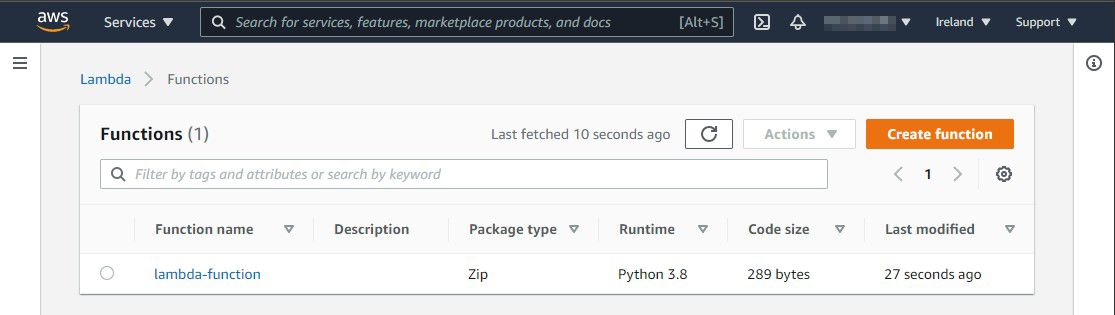 aws Services Search for services, features, marketplace products, and docs [Alt+S] Ireland Support
Lambda Functions
Functions (1) Last fetched 10 seconds ago Actions Create function
Filter by tags and attributes or search by keyword 1
Function name Description Package type Runtime Code size Last modified
lambda-function Zip Python 3.8 289 bytes 27 seconds ago